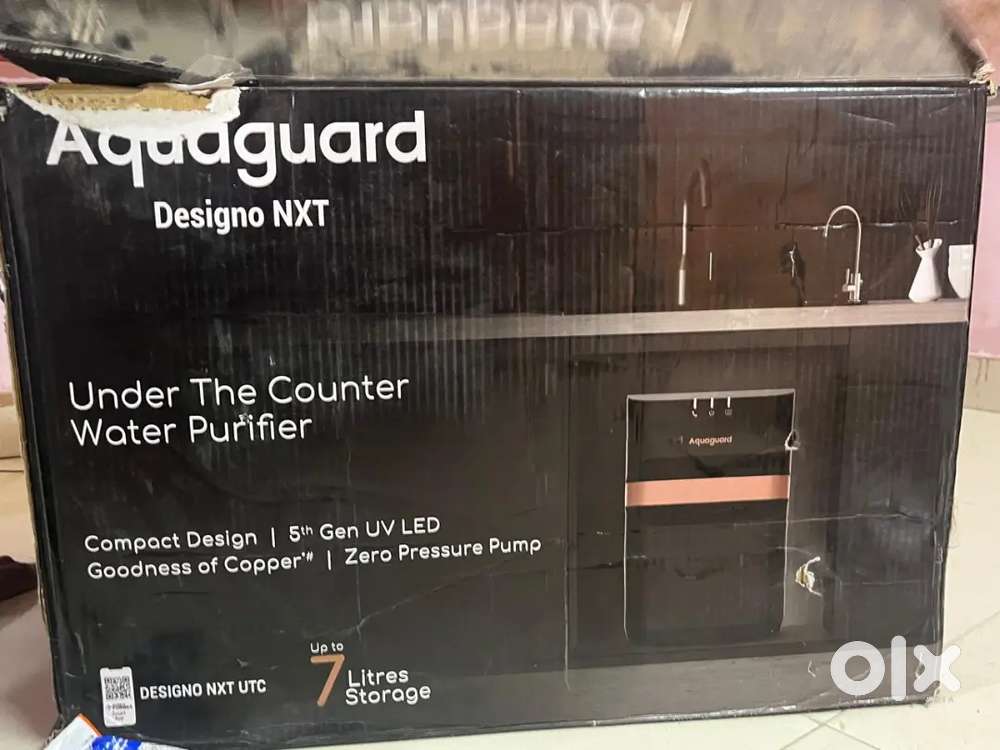 Aquaguard
Designo NXT
Under The Counter
Water Purifier
Aquaguard
Compact Design | 5th Gen UV LED
Goodness of Copper*# | Zero Pressure Pump
Up to
7 Litres
Storage
DESIGNO NXT UTC
olx